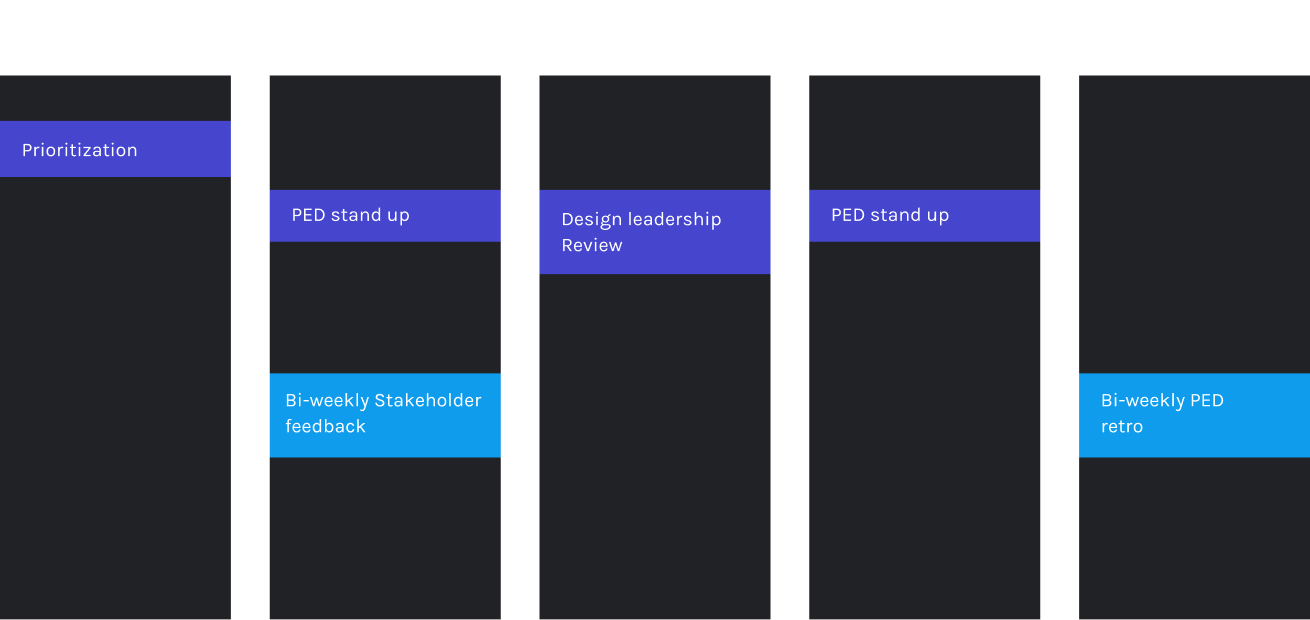 Prioritization
PED stand up
Bi-weekly Stakeholder
feedback
Design leadership
Review
PED stand up
Bi-weekly PED
retro